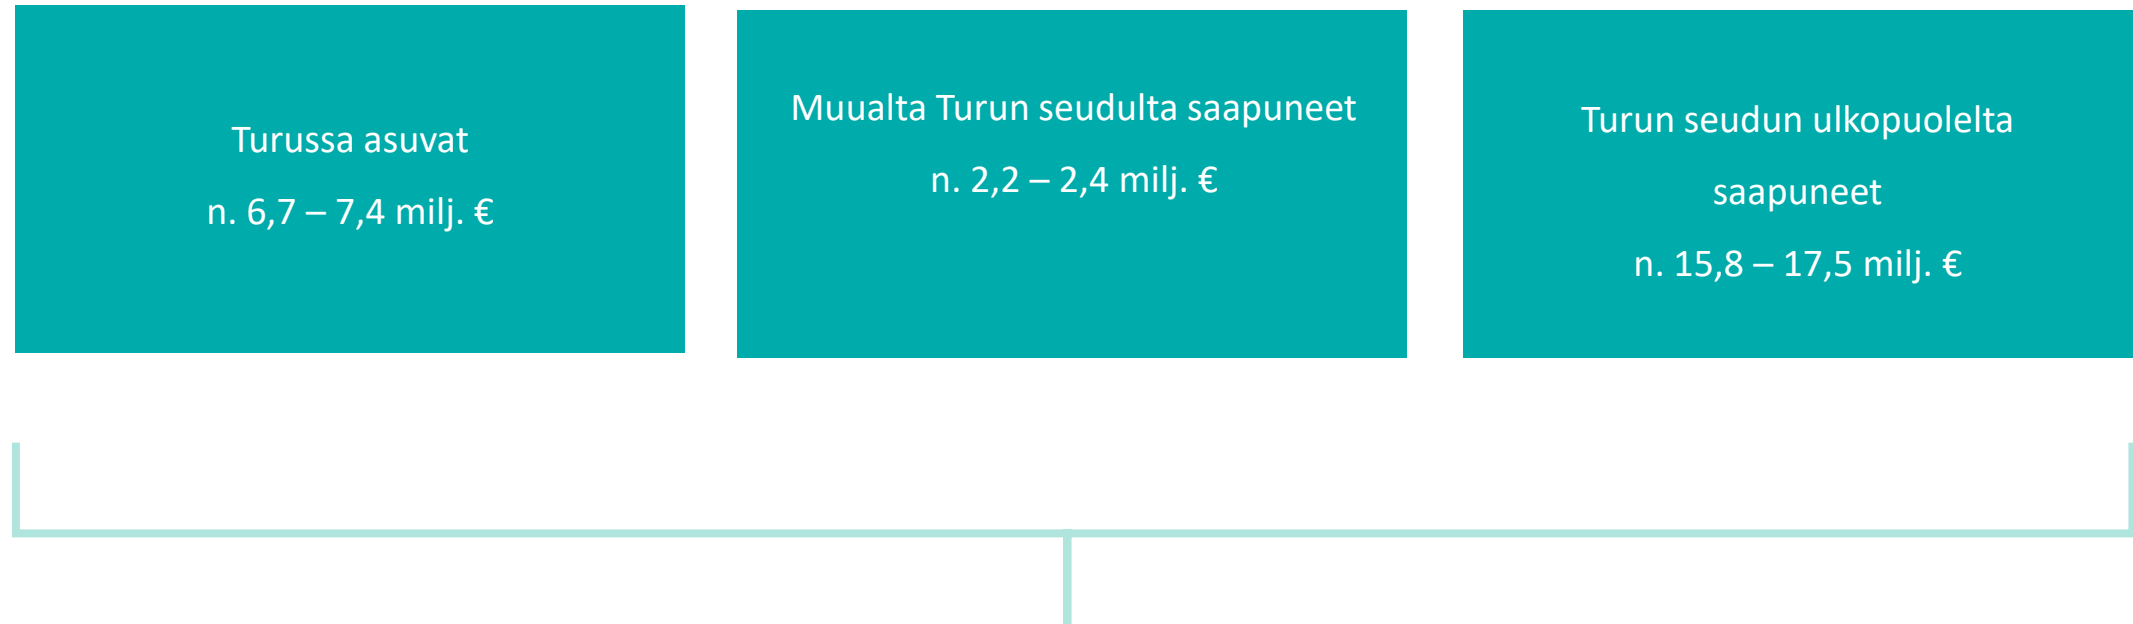 Turussa asuvat
n. 6,7 – 7,4 milj. €
Muualta Turun seudulta saapuneet
n. 2,2 – 2,4 milj. €
Turun seudun ulkopuolelta
saapuneet
n. 15,8 – 17,5 milj. €